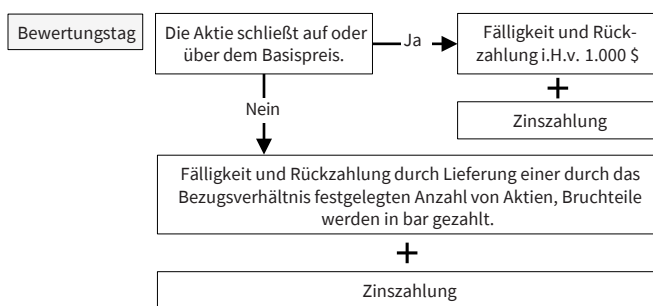 Bewertungstag
Die Aktie schließt auf oder
über dem Basispreis.
Ja
Fälligkeit und Rück-
zahlung i.H.v. 1.000 $
+
Zinszahlung
Nein
Fälligkeit und Rückzahlung durch Lieferung einer durch das
Bezugsverhältnis festgelegten Anzahl von Aktien, Bruchteile
werden in bar gezahlt.
+
Zinszahlung